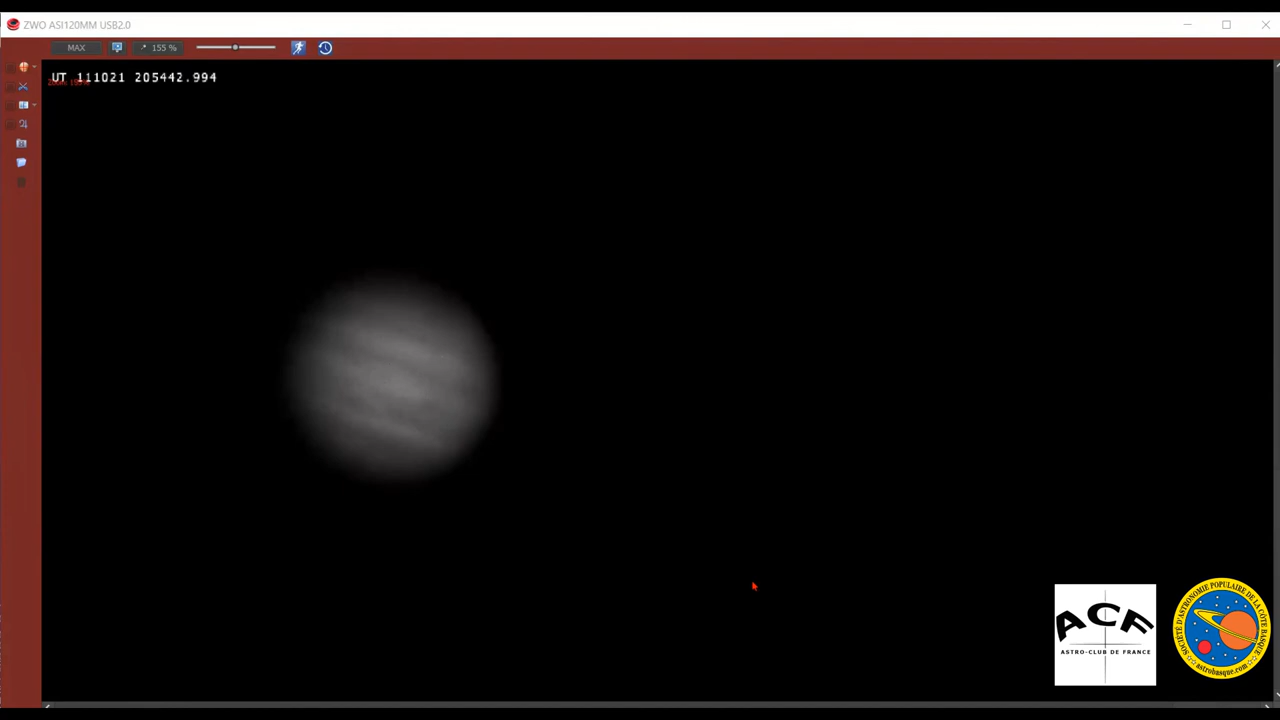 ZWO ASI120MM USB2.0
MAX
155 %
UT 111021 205442.994
ACF
ASTRO-CLUB DE FRANCE
SOCIÉTÉ D'ASTRONOMIE POPULAIRE DE LA CÔTE BASQUE
astrobasque.com